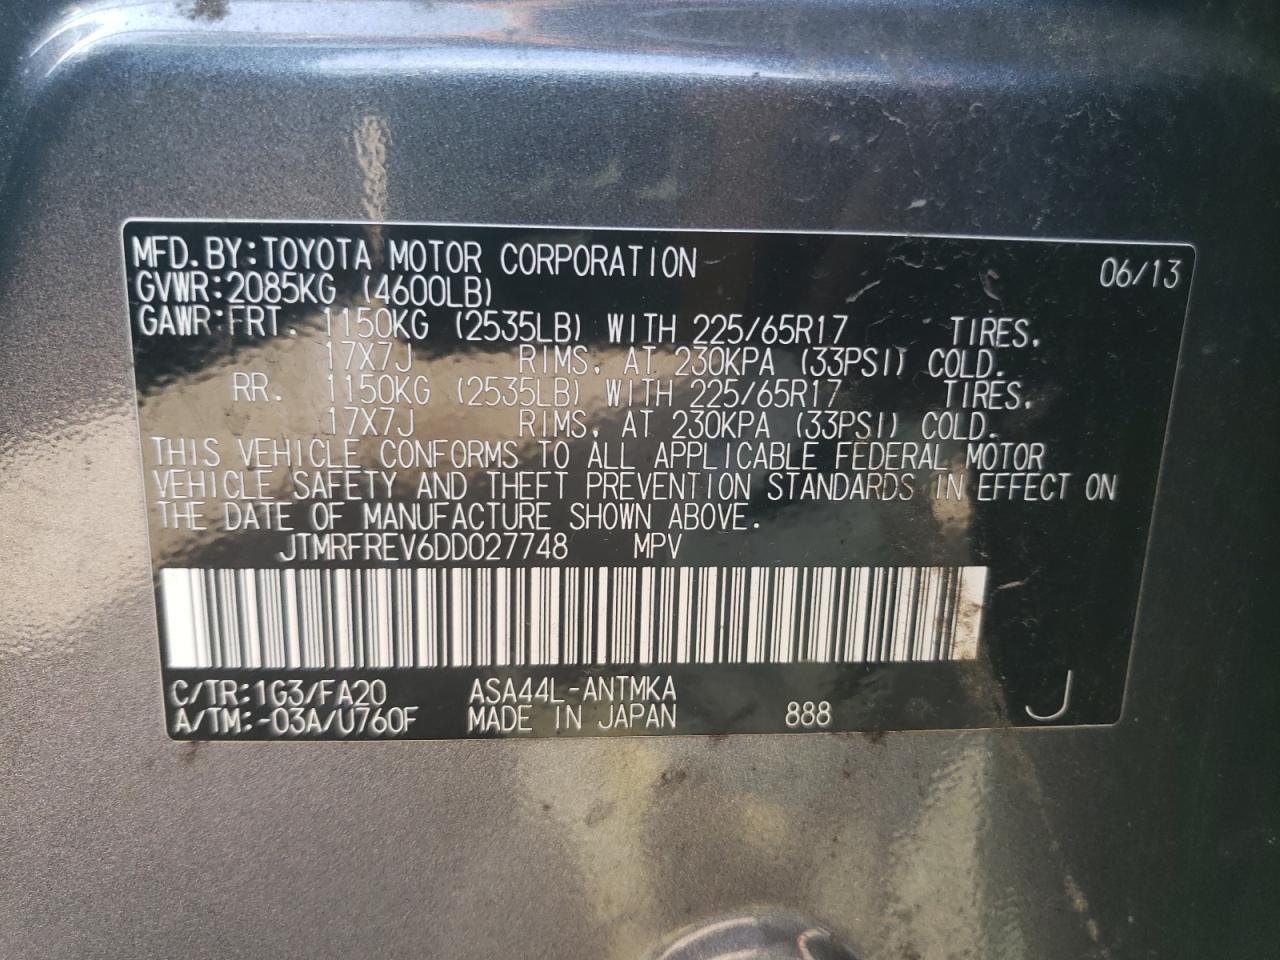 MFD.BY:TOYOTA MOTOR CORPORATION 06/13
GVWR:2085KG (4600LB)
GAWR:FRT. 1150KG (2535LB) WITH 225/65R17 TIRES,
17X7J RIMS, AT 230KPA (33PSI) COLD.
RR. 1150KG (2535LB) WITH 225/65R17 TIRES,
17X7J RIMS, AT 230KPA (33PSI) COLD.
THIS VEHICLE CONFORMS TO ALL APPLICABLE FEDERAL MOTOR
VEHICLE SAFETY AND THEFT PREVENTION STANDARDS IN EFFECT ON
THE DATE OF MANUFACTURE SHOWN ABOVE.
JTMRFREV6DD027748 MPV
C/TR:1G3/FA20 ASA44L-ANTMKA
A/TM:-03A/U760F MADE IN JAPAN 888 J